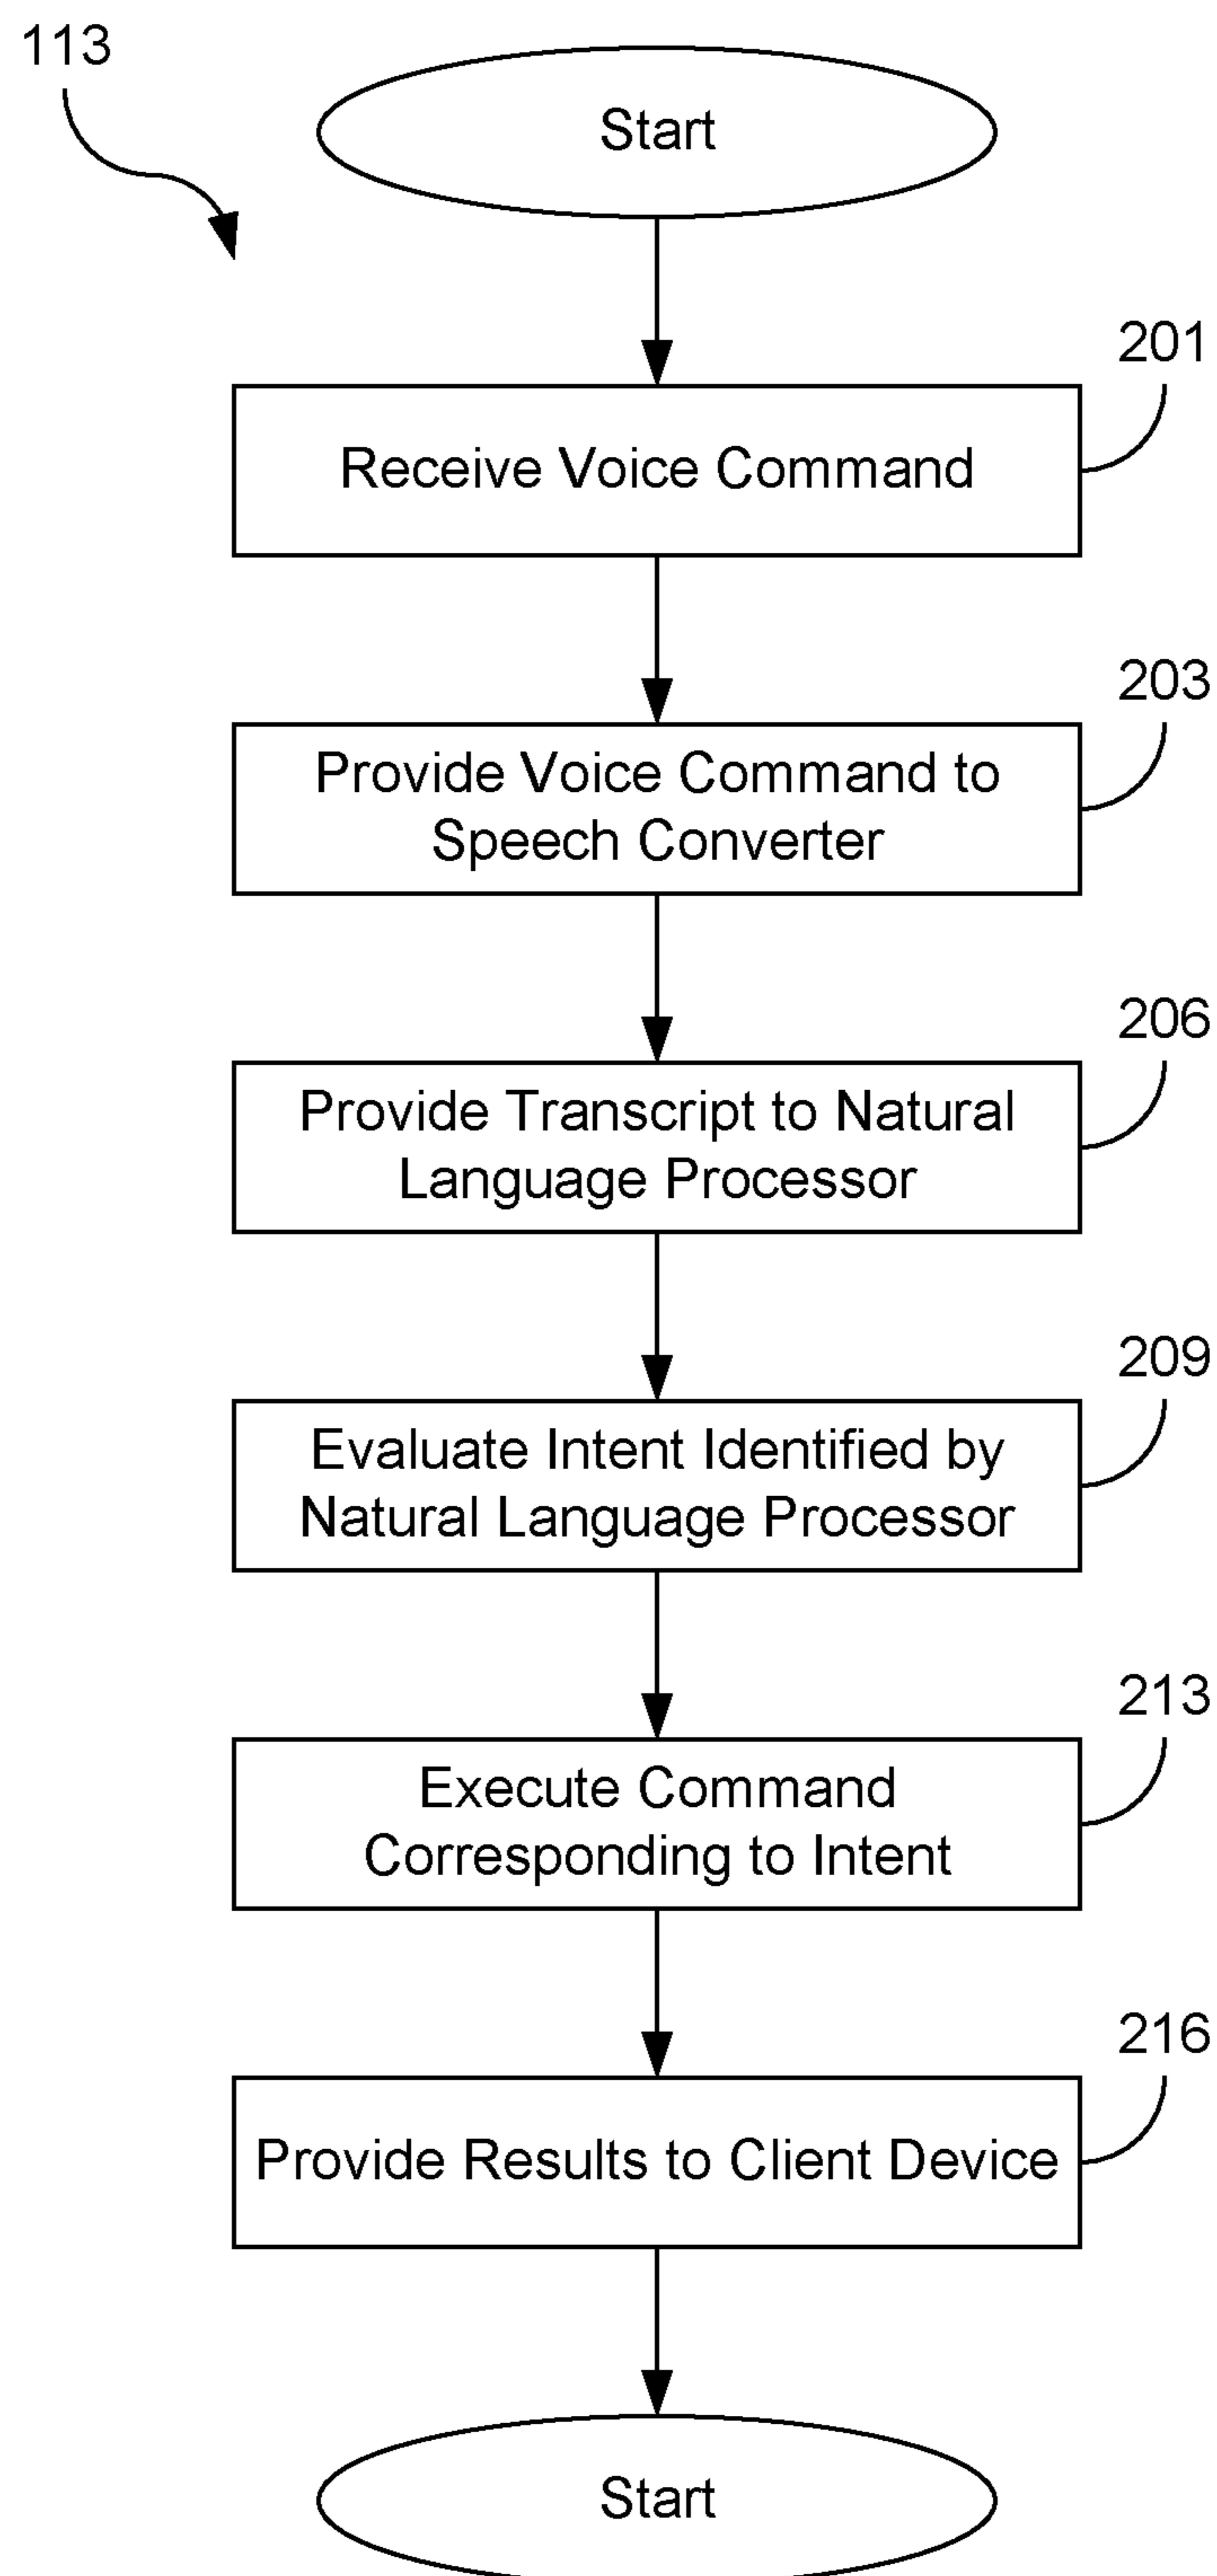 113
Start
201
Receive Voice Command
203
Provide Voice Command to
Speech Converter
206
Provide Transcript to Natural
Language Processor
209
Evaluate Intent Identified by
Natural Language Processor
213
Execute Command
Corresponding to Intent
216
Provide Results to Client Device
Start